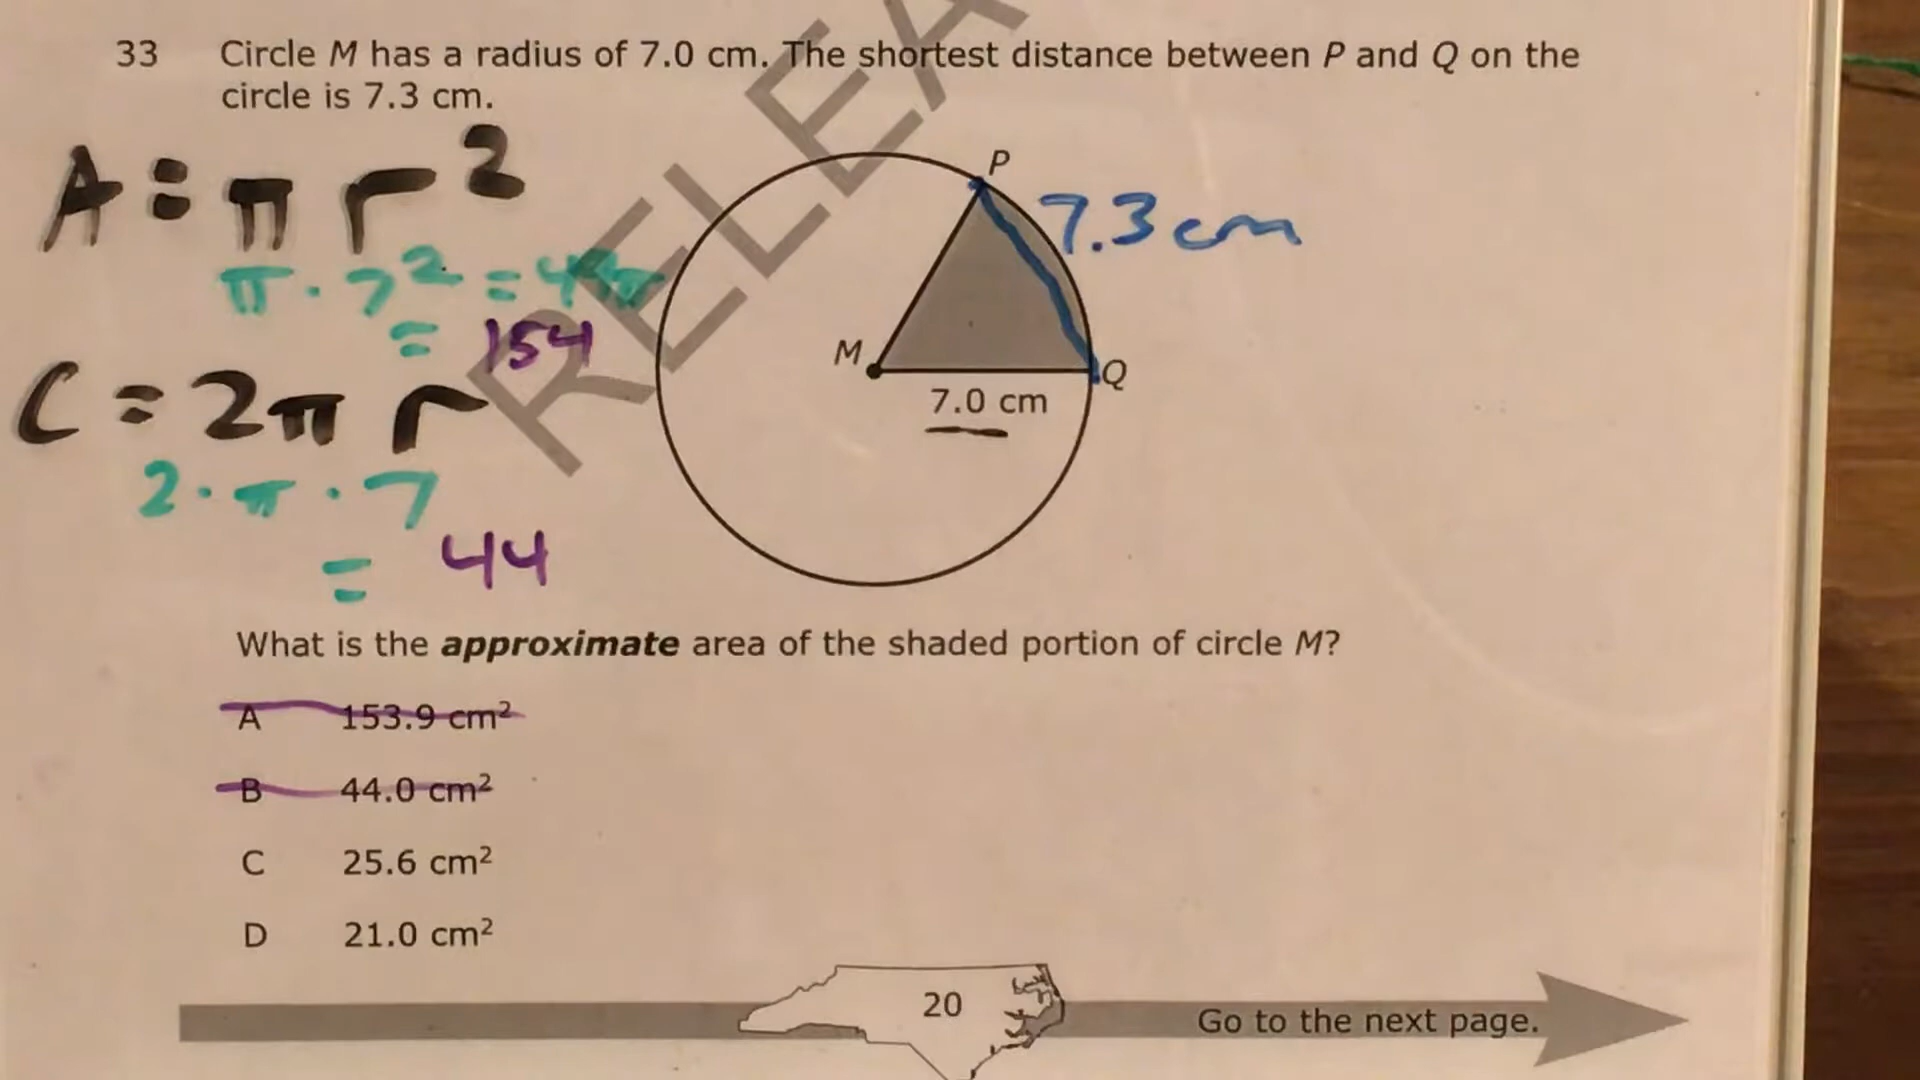 33 Circle M has a radius of 7.0 cm. The shortest distance between P and Q on the
circle is 7.3 cm.
RELEA
A = π r²
π · 7² = 49π
= 154
C = 2π r
2 · π · 7
= 44
P
7.3 cm
M
Q
7.0 cm
What is the approximate area of the shaded portion of circle M?
A 153.9 cm²
B 44.0 cm²
C 25.6 cm²
D 21.0 cm²
20
Go to the next page.